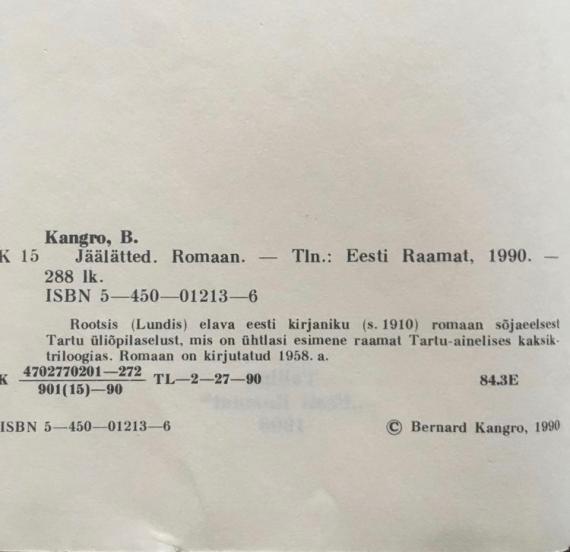 Kangro, B.
K 15 Jäälätted. Romaan. — Tln.: Eesti Raamat, 1990. —
288 lk.
ISBN 5—450—01213—6
Rootsis (Lundis) elava eesti kirjaniku (s. 1910) romaan sõjaeelsest
Tartu üliõpilaselust, mis on ühtlasi esimene raamat Tartu-ainelises kaksik-
triloogias. Romaan on kirjutatud 1958. a.
4702770201—272
K TL—2—27—90 84.3E
901(15)—90
ISBN 5—450—01213—6 © Bernard Kangro, 1990